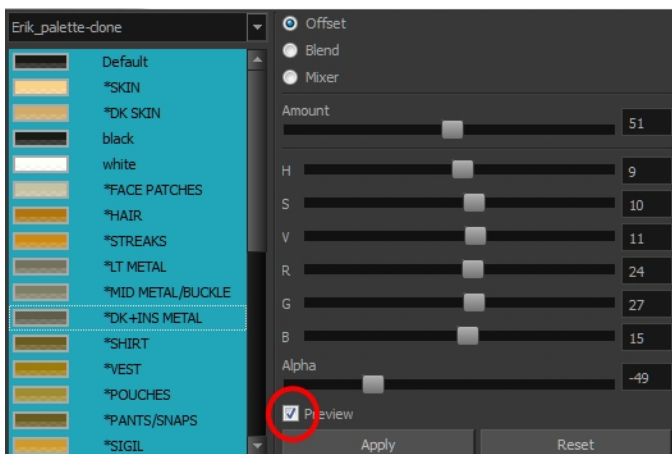 Erik_palette-clone
Default
*SKIN
*DK SKIN
black
white
*FACE PATCHES
*HAIR
*STREAKS
*LT METAL
*MID METAL/BUCKLE
*DK+INS METAL
*SHIRT
*VEST
*POUCHES
*PANTS/SNAPS
*SIGIL
Offset
Blend
Mixer
Amount
51
H 9
S 10
V 11
R 24
G 27
B 15
Alpha
-49
Preview
Apply Reset